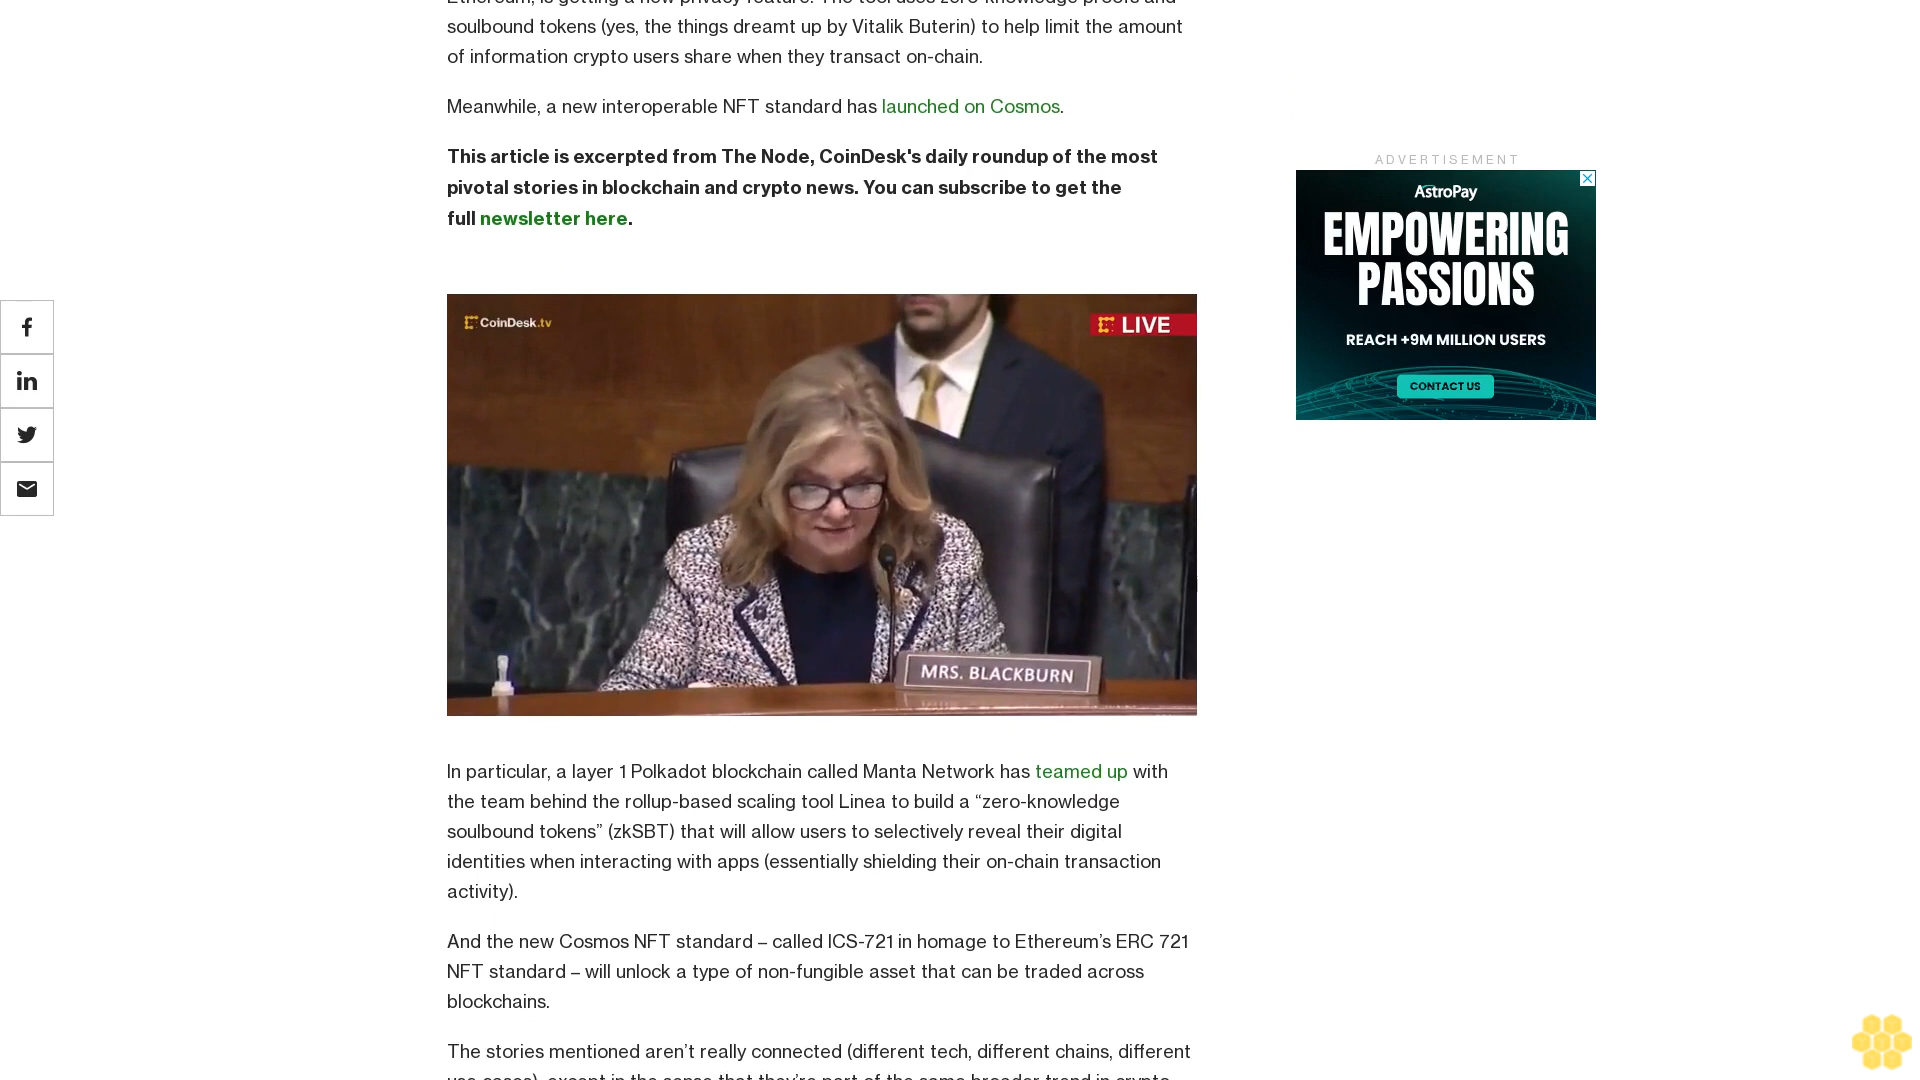 soulbound tokens (yes, the things dreamt up by Vitalik Buterin) to help limit the amount
of information crypto users share when they transact on-chain.
Meanwhile, a new interoperable NFT standard has launched on Cosmos.
This article is excerpted from The Node, CoinDesk's daily roundup of the most
pivotal stories in blockchain and crypto news. You can subscribe to get the
full newsletter here.
ADVERTISEMENT
AstroPay
EMPOWERING
PASSIONS
REACH +9M MILLION USERS
CONTACT US
CoinDesk.tv
LIVE
MRS. BLACKBURN
In particular, a layer 1 Polkadot blockchain called Manta Network has teamed up with
the team behind the rollup-based scaling tool Linea to build a “zero-knowledge
soulbound tokens” (zkSBT) that will allow users to selectively reveal their digital
identities when interacting with apps (essentially shielding their on-chain transaction
activity).
And the new Cosmos NFT standard – called ICS-721 in homage to Ethereum’s ERC 721
NFT standard – will unlock a type of non-fungible asset that can be traded across
blockchains.
The stories mentioned aren’t really connected (different tech, different chains, different